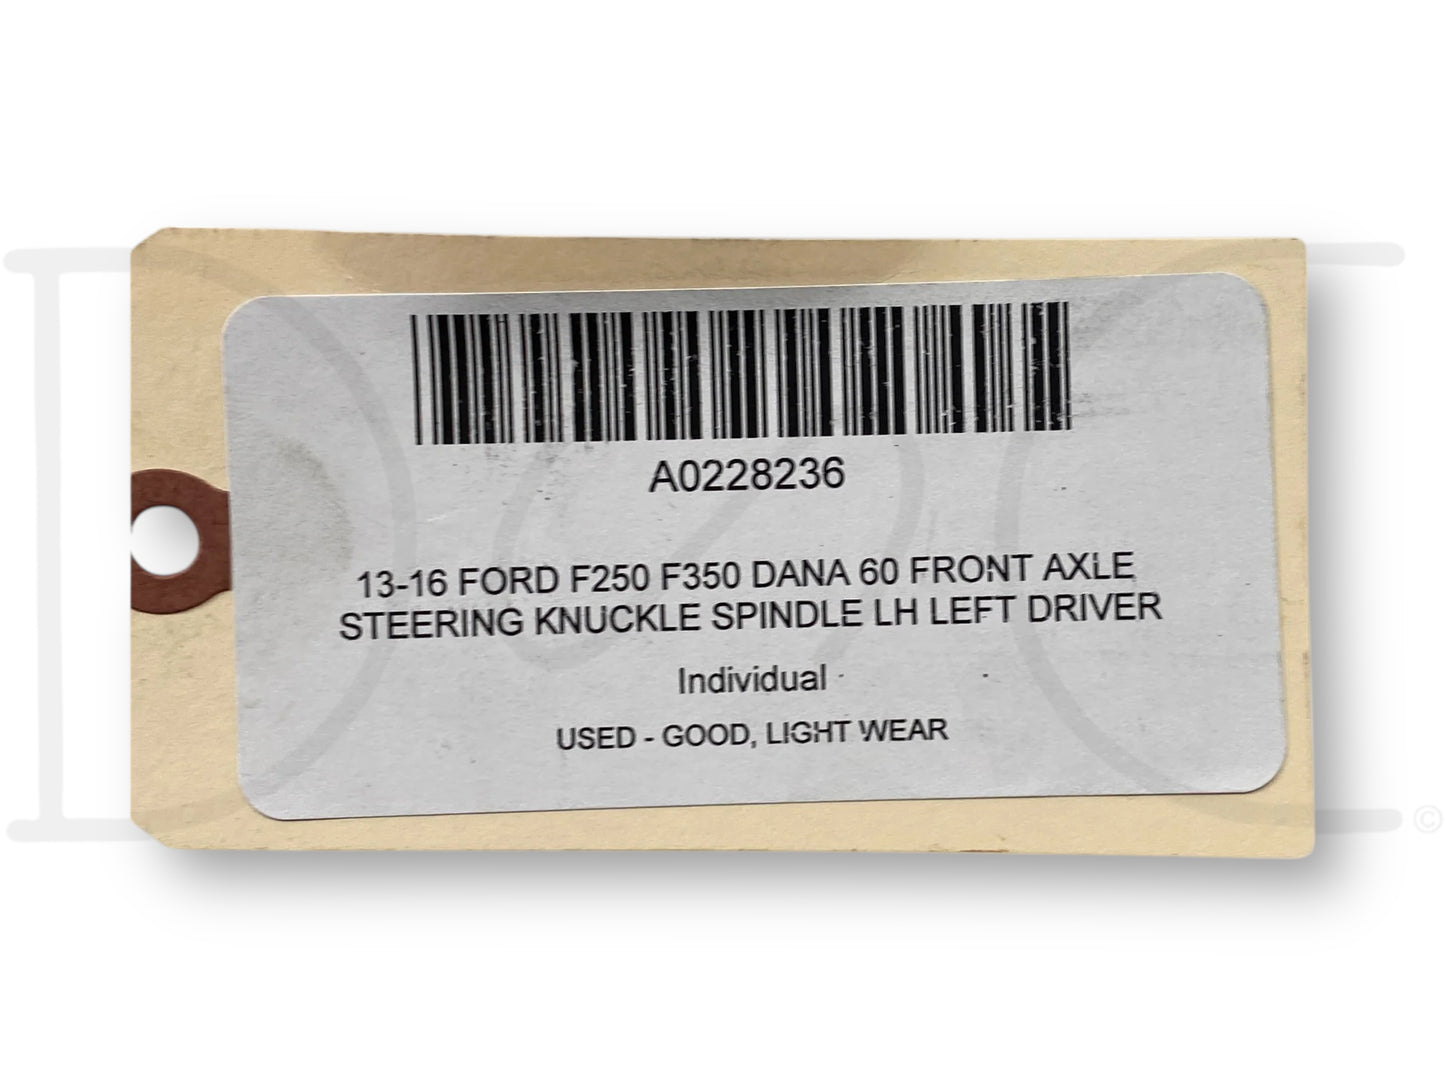 A0228236
13-16 FORD F250 F350 DANA 60 FRONT AXLE
STEERING KNUCKLE SPINDLE LH LEFT DRIVER
Individual
USED - GOOD, LIGHT WEAR
©